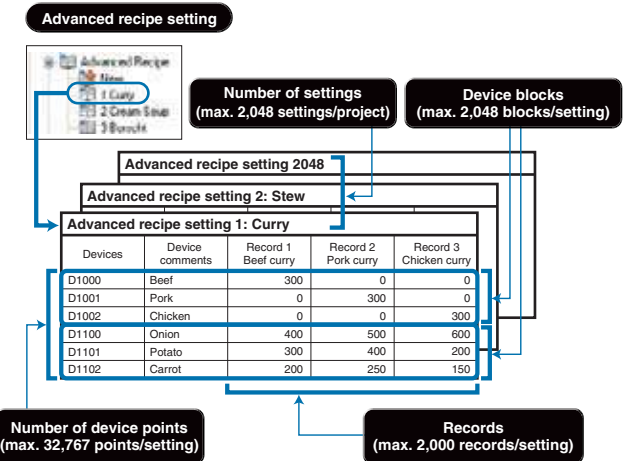 Advanced recipe setting
Advanced Recipe
New
1 Curry
2 Cream Soup
Number of settings
(max. 2,048 settings/project)
Device blocks
(max. 2,048 blocks/setting)
Advanced recipe setting 2048
Advanced recipe setting 2: Stew
Advanced recipe setting 1: Curry
Devices Device comments Record 1 Beef curry Record 2 Pork curry Record 3 Chicken curry
D1000 Beef 300 0 0
D1001 Pork 0 300 0
D1002 Chicken 0 0 300
D1100 Onion 400 500 600
D1101 Potato 300 400 200
D1102 Carrot 200 250 150
Number of device points
(max. 32,767 points/setting)
Records
(max. 2,000 records/setting)